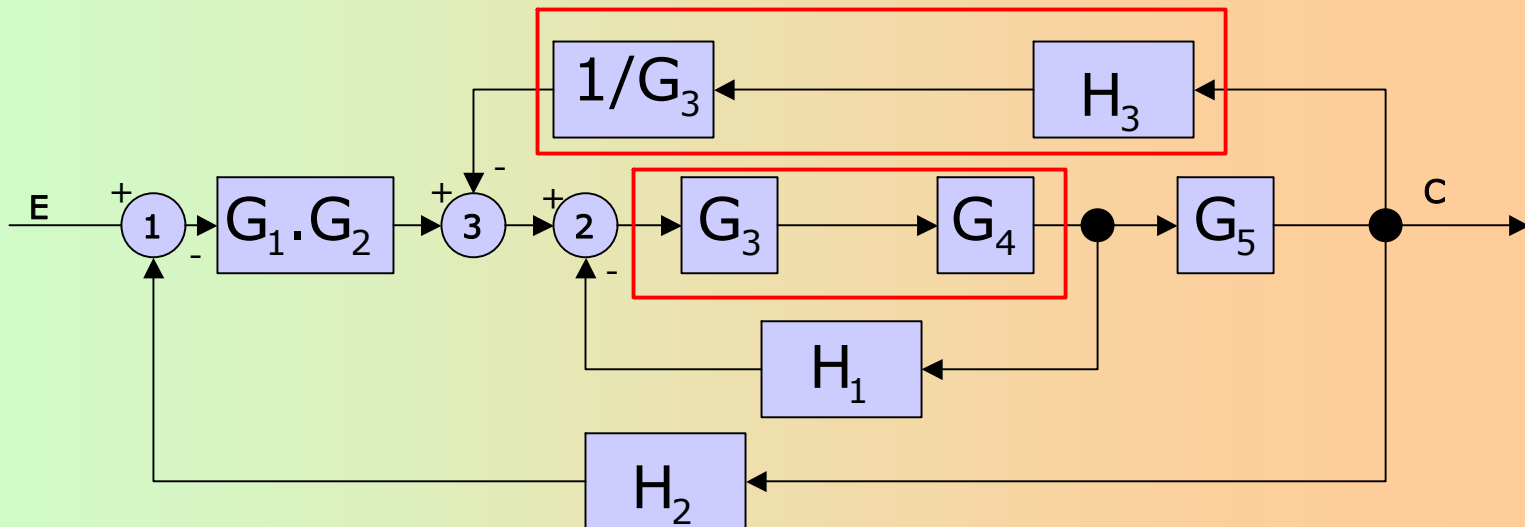 1/G₃
H₃
E
+
1
-
G₁.G₂
+
-
3
+
2
-
G₃
G₄
G₅
C
H₁
H₂